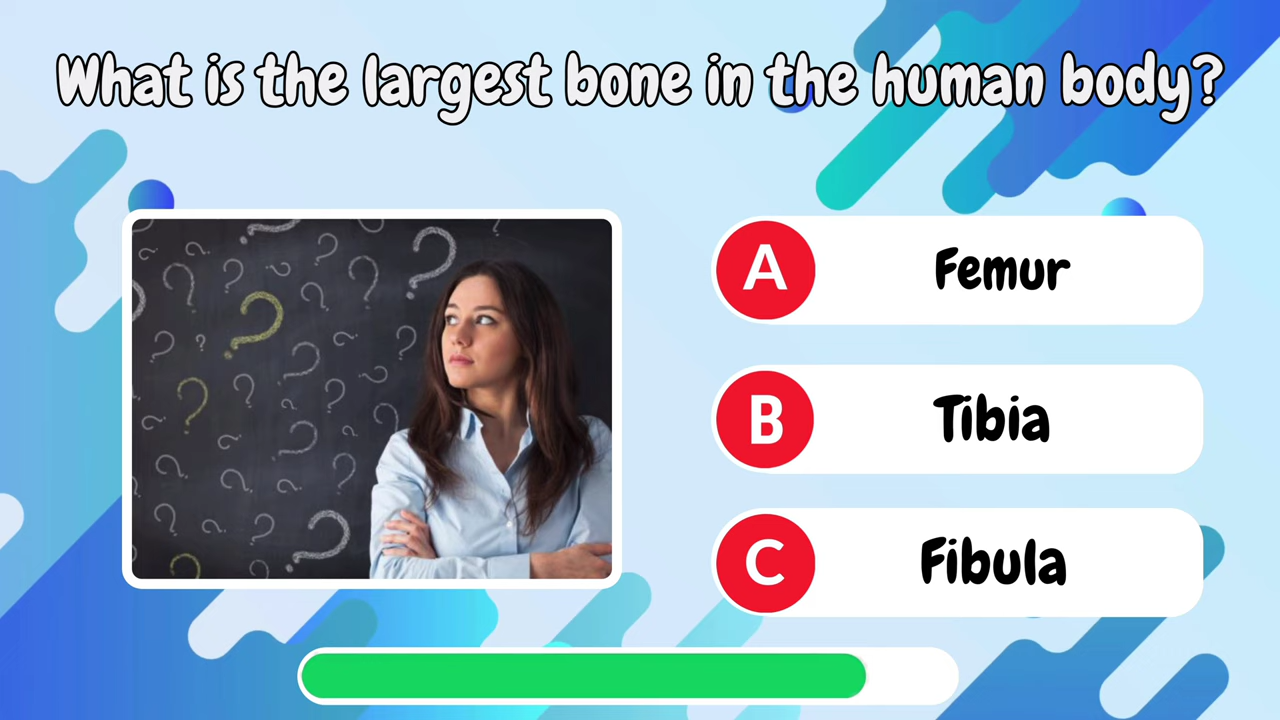 What is the largest bone in the human body?
A Femur
B Tibia
C Fibula